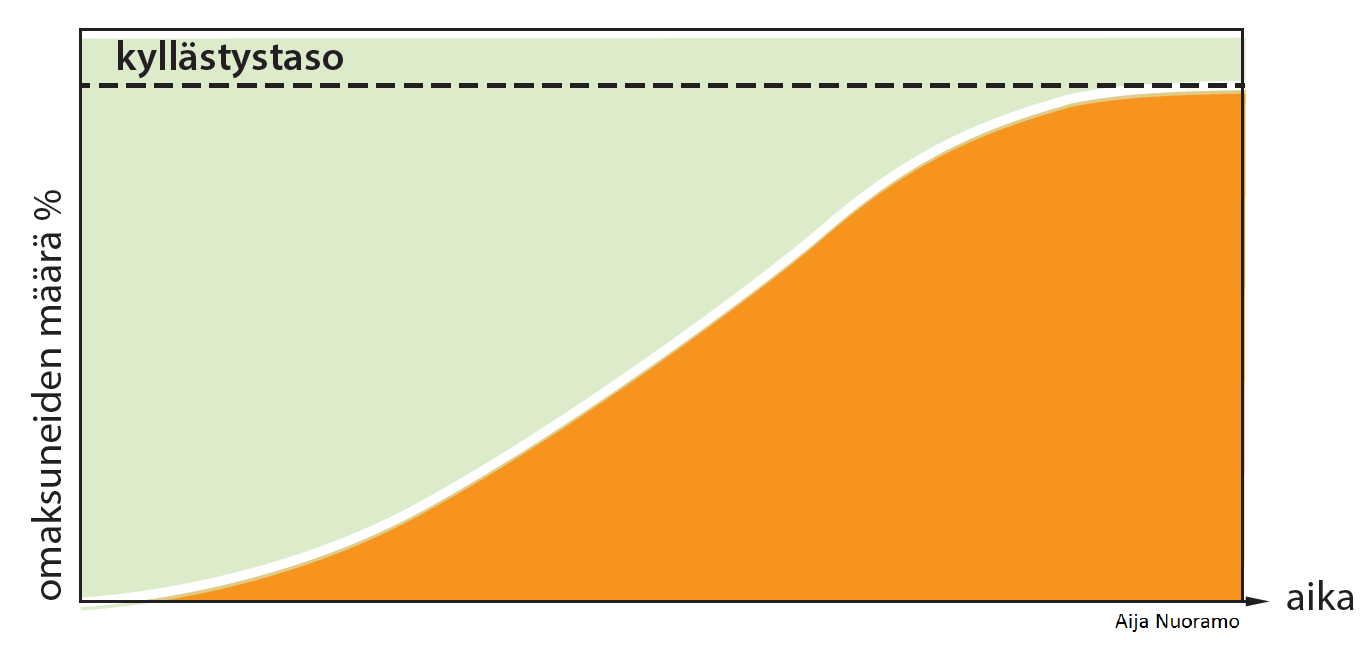 kyllästystaso
omaksuneiden määrä %
aika
Aija Nuoramo